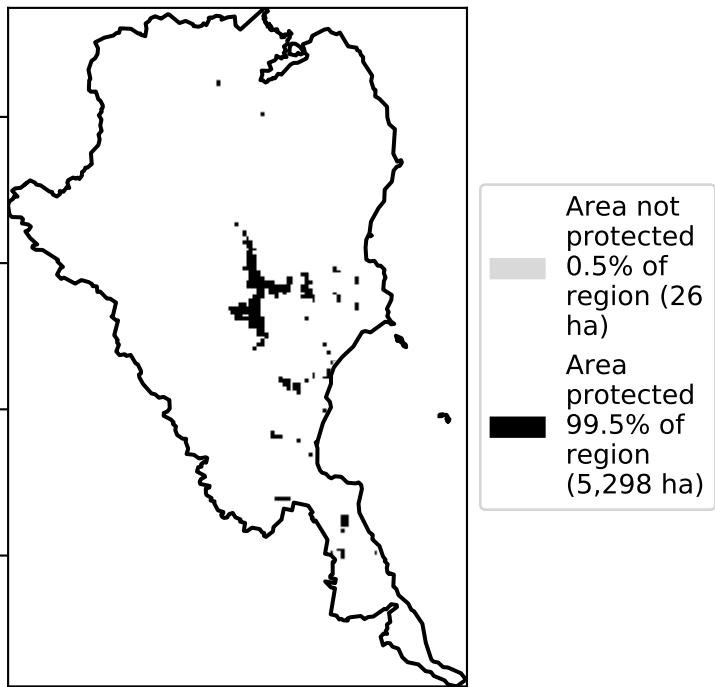 Area not
protected
0.5% of
region (26
ha)
Area
protected
99.5% of
region
(5,298 ha)